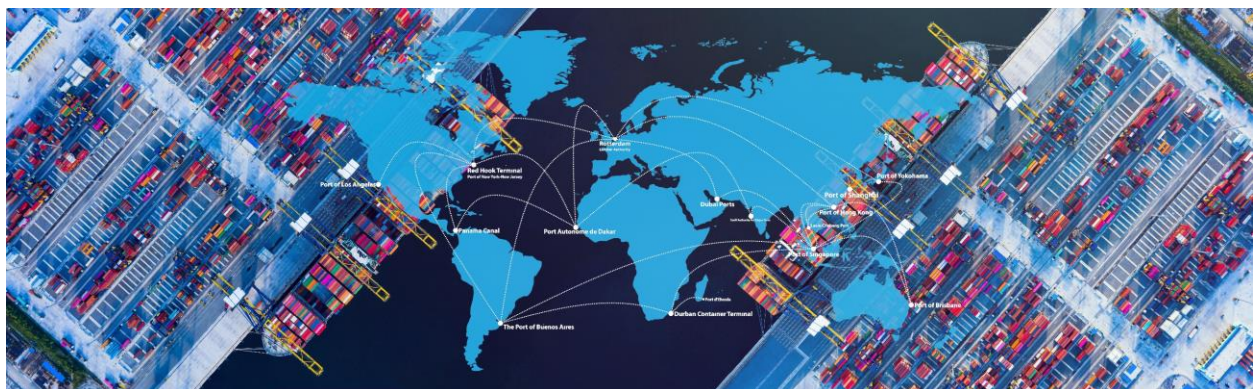 Rotterdam
Red Hook Terminal
Port of New York-New Jersey
Port of Los Angeles
Port of Yokohama
Port of Shanghai
Dubai Ports
Port of Hong Kong
Panama Canal
Port Autonome de Dakar
Port of Singapore
Port of Brisbane
Durban Container Terminal
The Port of Buenos Aires